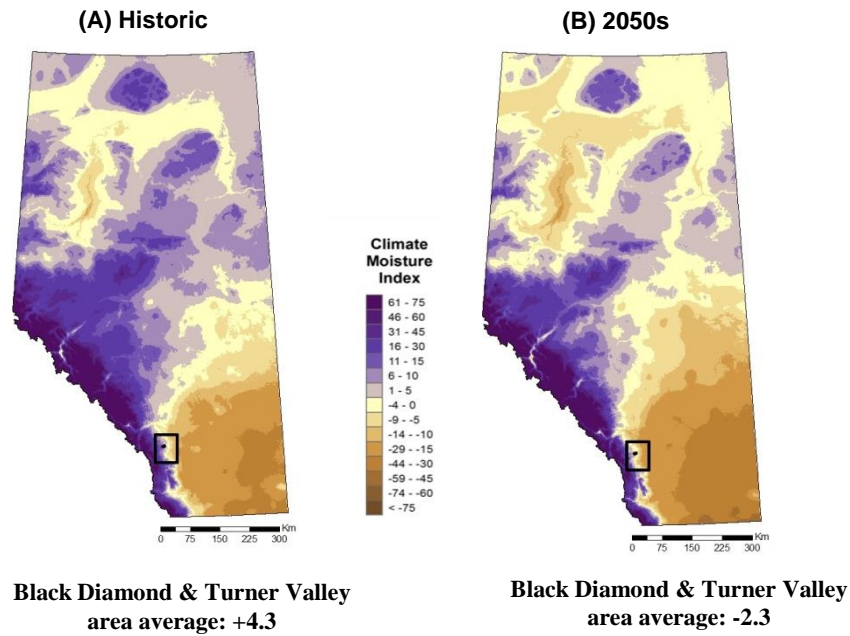 (A) Historic
(B) 2050s
Climate
Moisture
Index
61 - 75
46 - 60
31 - 45
16 - 30
11 - 15
6 - 10
1 - 5
-4 - 0
-9 - -5
-14 - -10
-29 - -15
-44 - -30
-59 - -45
-74 - -60
< -75
Km
0 75 150 225 300
Km
0 75 150 225 300
Black Diamond & Turner Valley
area average: +4.3
Black Diamond & Turner Valley
area average: -2.3